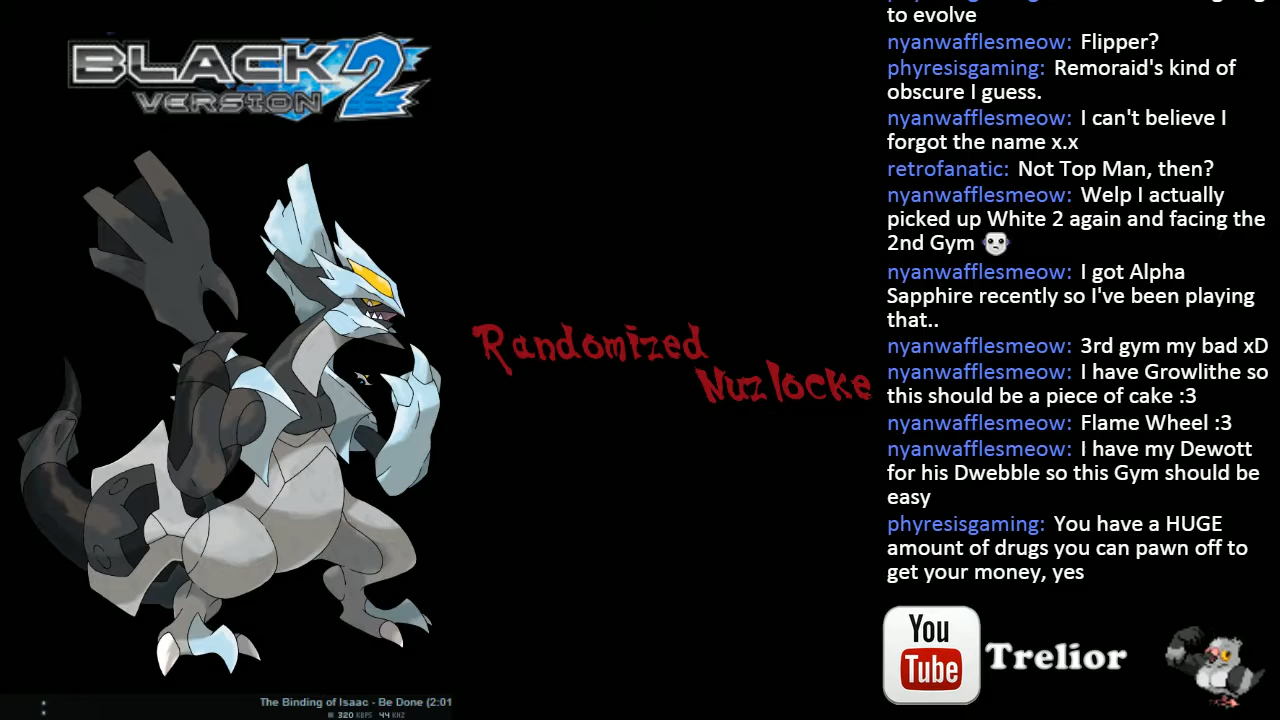 BLACK
VERSION 2
Randomized
Nuzlocke
The Binding of Isaac - Be Done (2:01
320 KBPS 44 KHZ
to evolve
nyanwafflesmeow: Flipper?
phyresisgaming: Remoraid's kind of
obscure I guess.
nyanwafflesmeow: I can't believe I
forgot the name x.x
retrofanatic: Not Top Man, then?
nyanwafflesmeow: Welp I actually
picked up White 2 again and facing the
2nd Gym
nyanwafflesmeow: I got Alpha
Sapphire recently so I've been playing
that..
nyanwafflesmeow: 3rd gym my bad xD
nyanwafflesmeow: I have Growlithe so
this should be a piece of cake :3
nyanwafflesmeow: Flame Wheel :3
nyanwafflesmeow: I have my Dewott
for his Dwebble so this Gym should be
easy
phyresisgaming: You have a HUGE
amount of drugs you can pawn off to
get your money, yes
You
Tube
Trelior